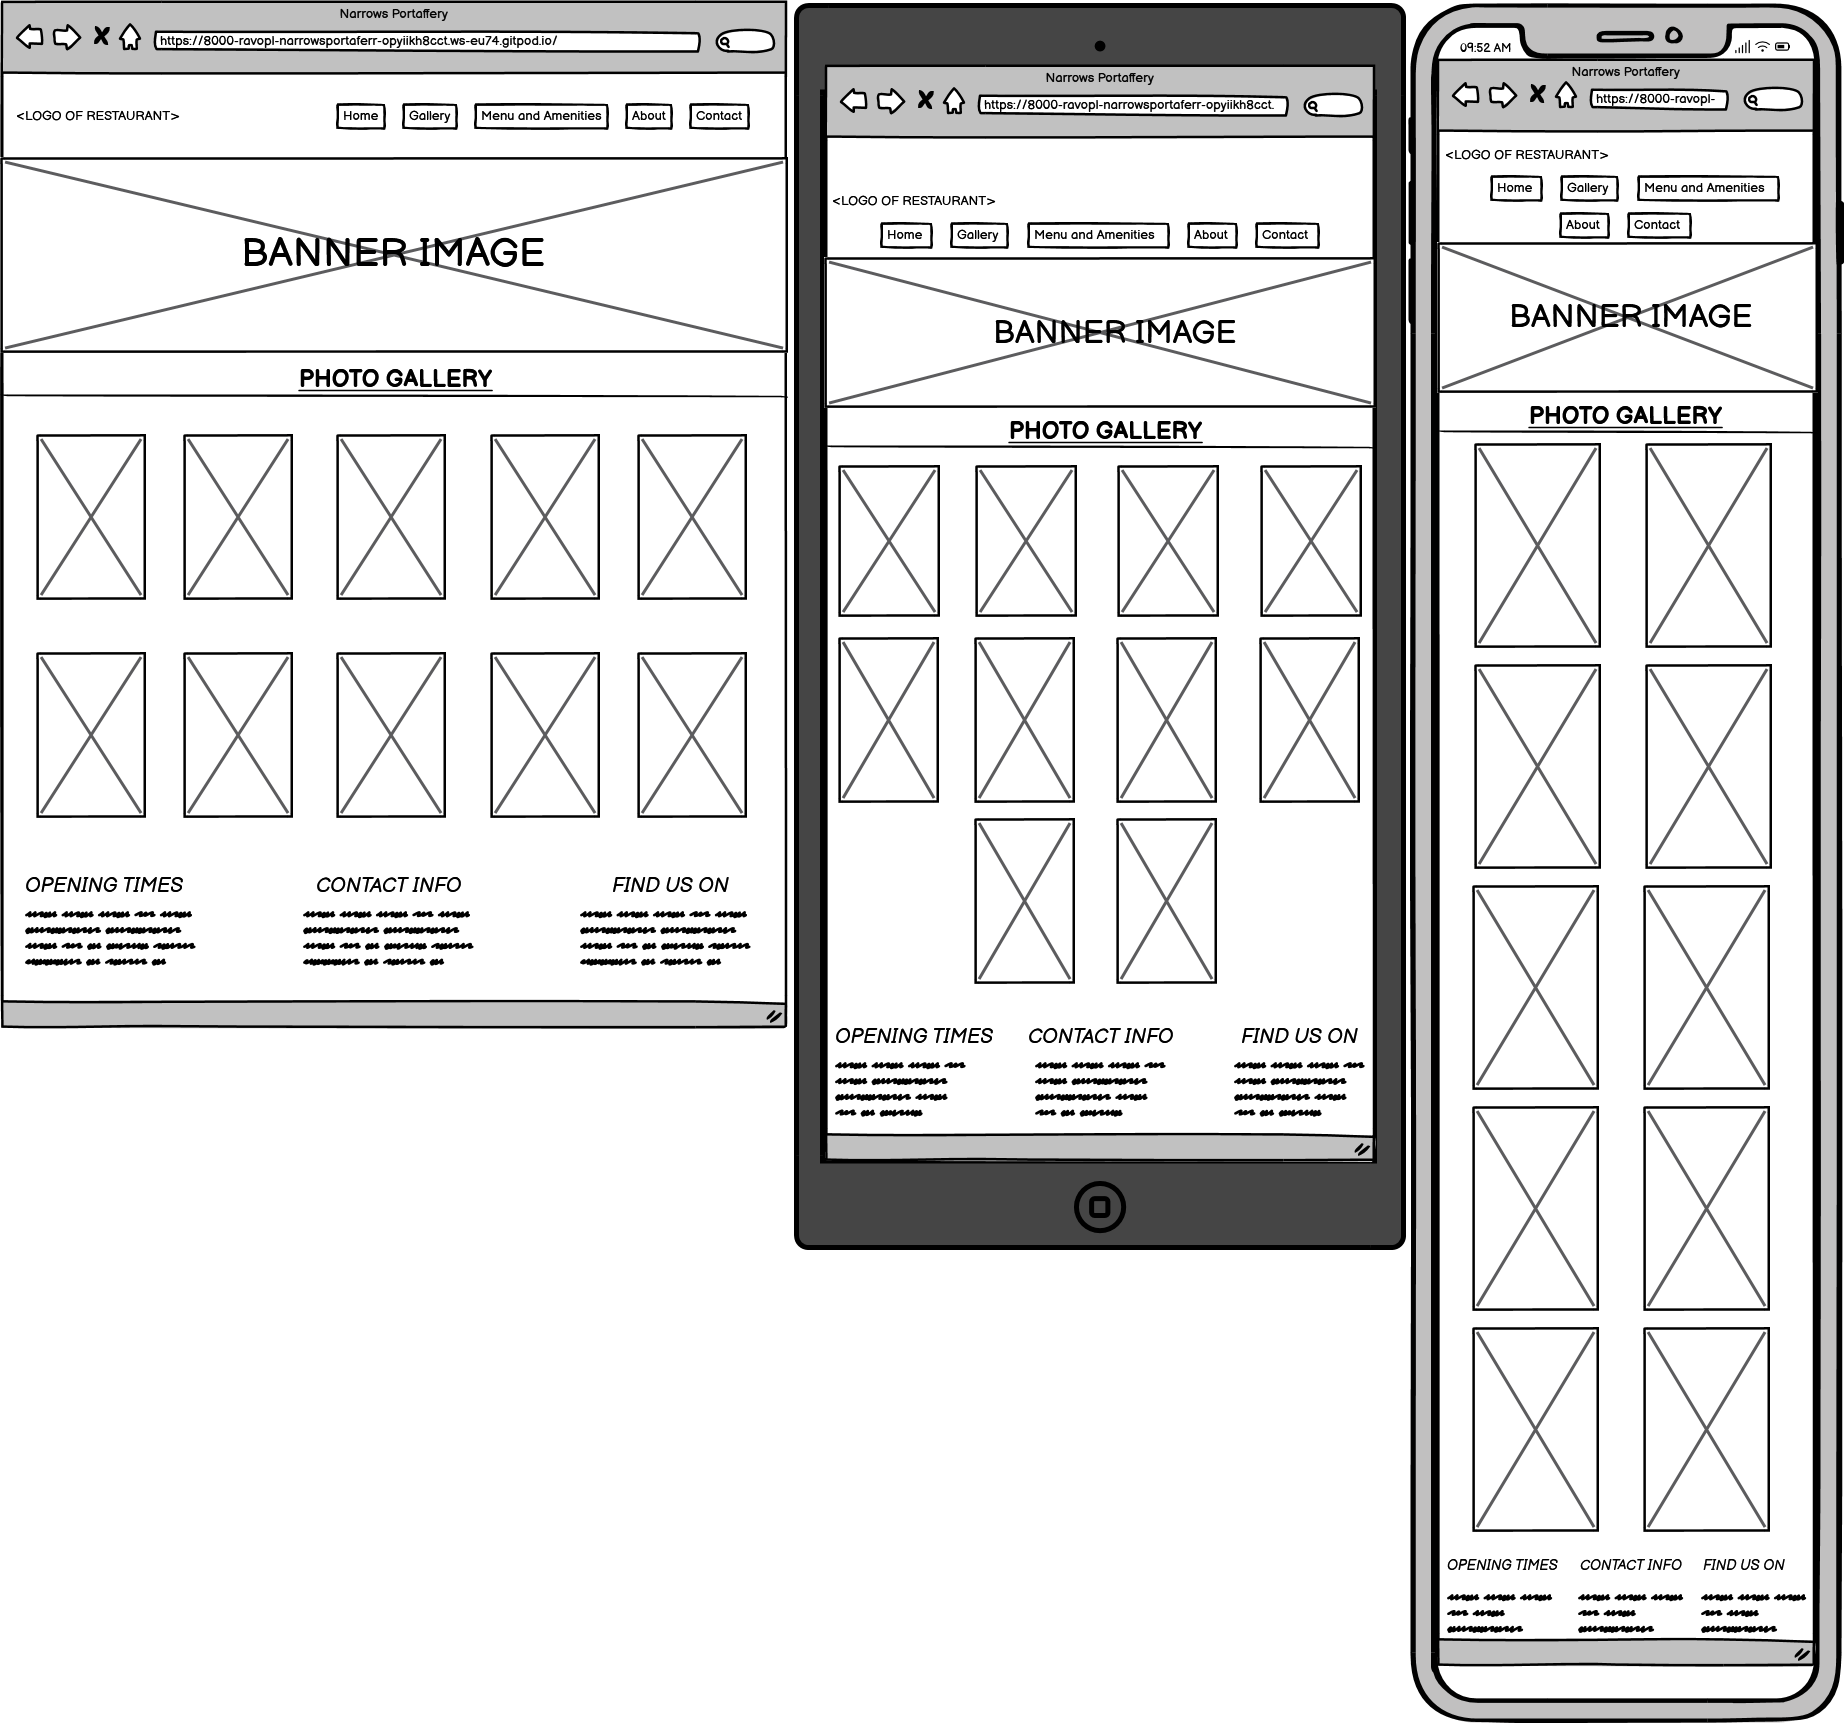 Narrows Portaffery
https://8000-ravopl-narrowsportaferr-opyiikh8cct.ws-eu74.gitpod.io/
<LOGO OF RESTAURANT>
Home Gallery Menu and Amenities About Contact
BANNER IMAGE
PHOTO GALLERY
OPENING TIMES CONTACT INFO FIND US ON
Narrows Portaffery
https://8000-ravopl-narrowsportaferr-opyiikh8cct.
<LOGO OF RESTAURANT>
Home Gallery Menu and Amenities About Contact
BANNER IMAGE
PHOTO GALLERY
OPENING TIMES CONTACT INFO FIND US ON
09:52 AM
Narrows Portaffery
https://8000-ravopl-
<LOGO OF RESTAURANT>
Home Gallery Menu and Amenities
About Contact
BANNER IMAGE
PHOTO GALLERY
OPENING TIMES CONTACT INFO FIND US ON